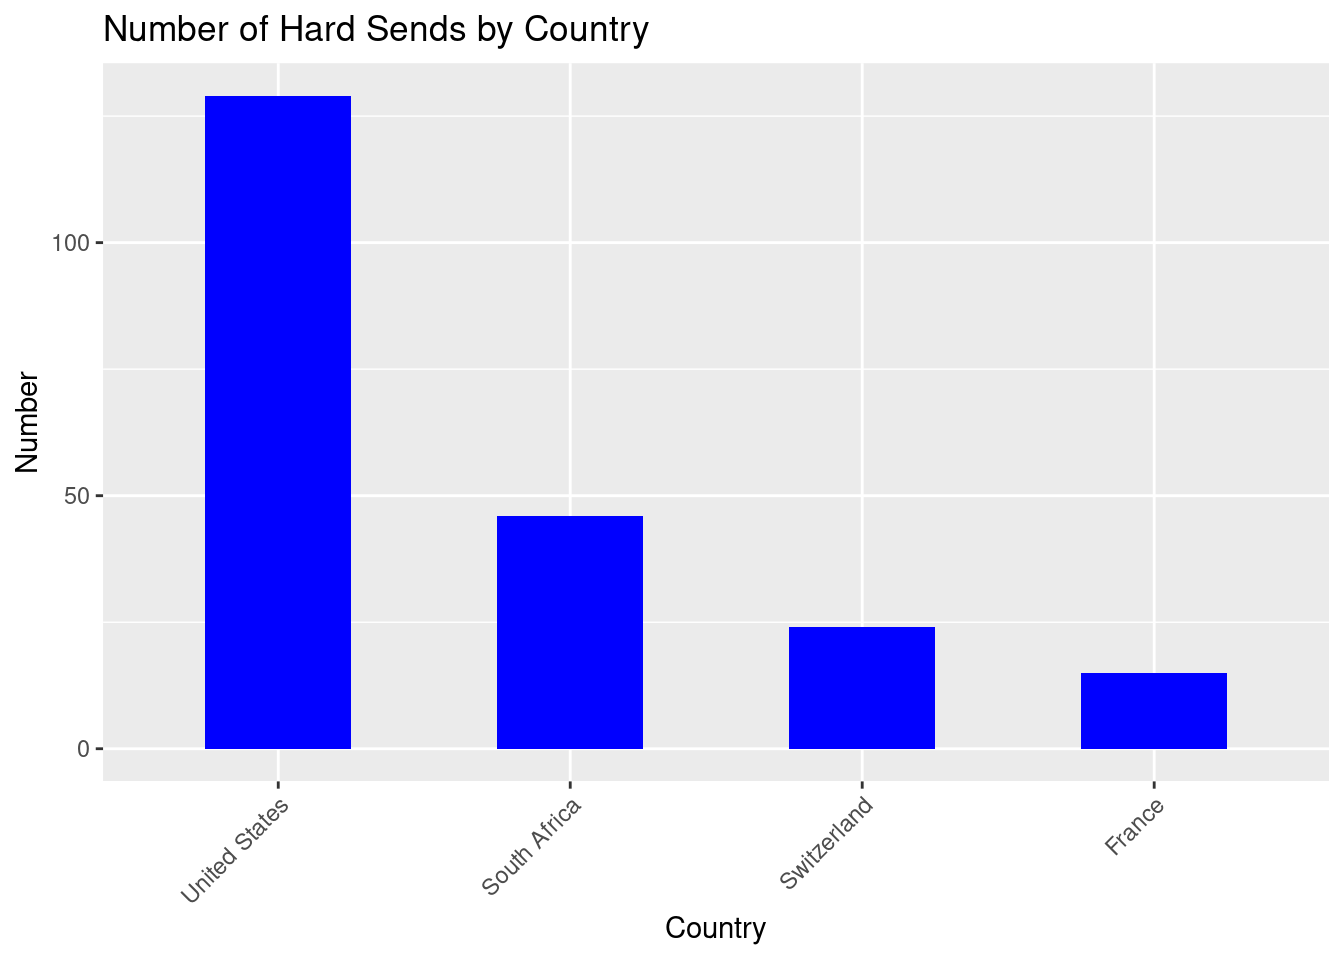 Number of Hard Sends by Country
Number
100
50
0
United States
South Africa
Switzerland
France
Country